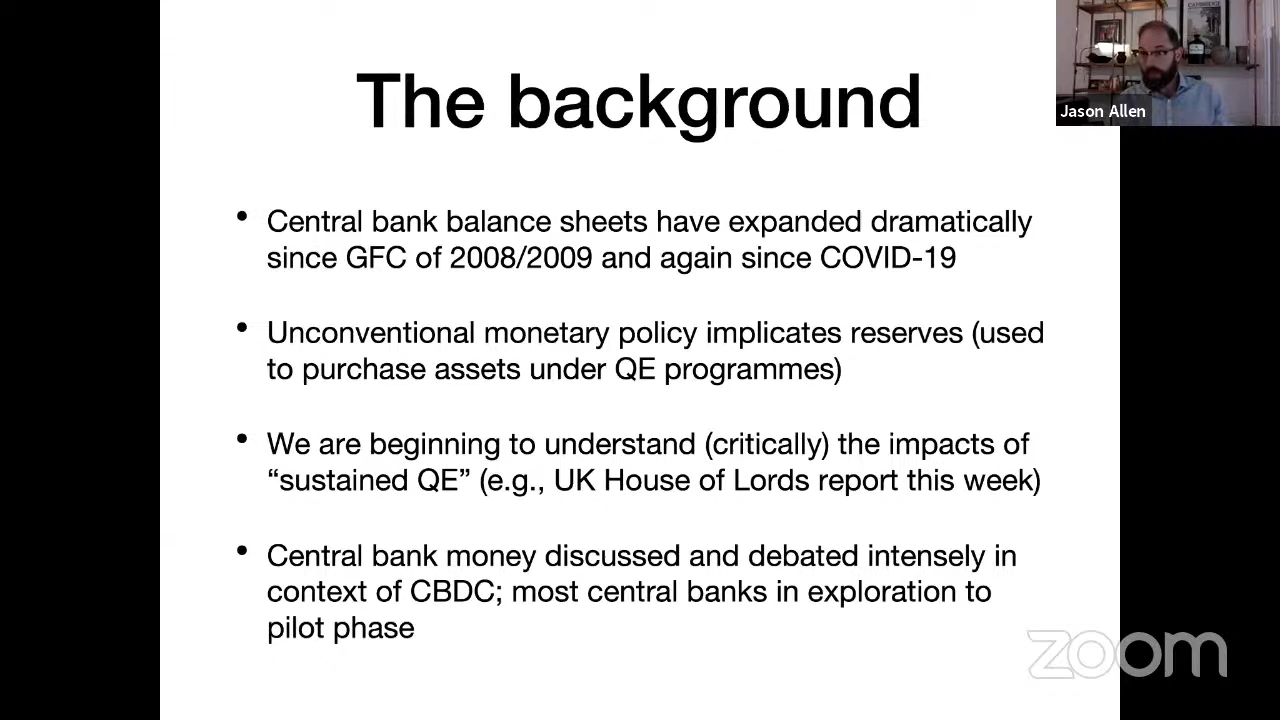 The background
Jason Allen
• Central bank balance sheets have expanded dramatically
since GFC of 2008/2009 and again since COVID-19
• Unconventional monetary policy implicates reserves (used
to purchase assets under QE programmes)
• We are beginning to understand (critically) the impacts of
“sustained QE” (e.g., UK House of Lords report this week)
• Central bank money discussed and debated intensely in
context of CBDC; most central banks in exploration to
pilot phase
zoom